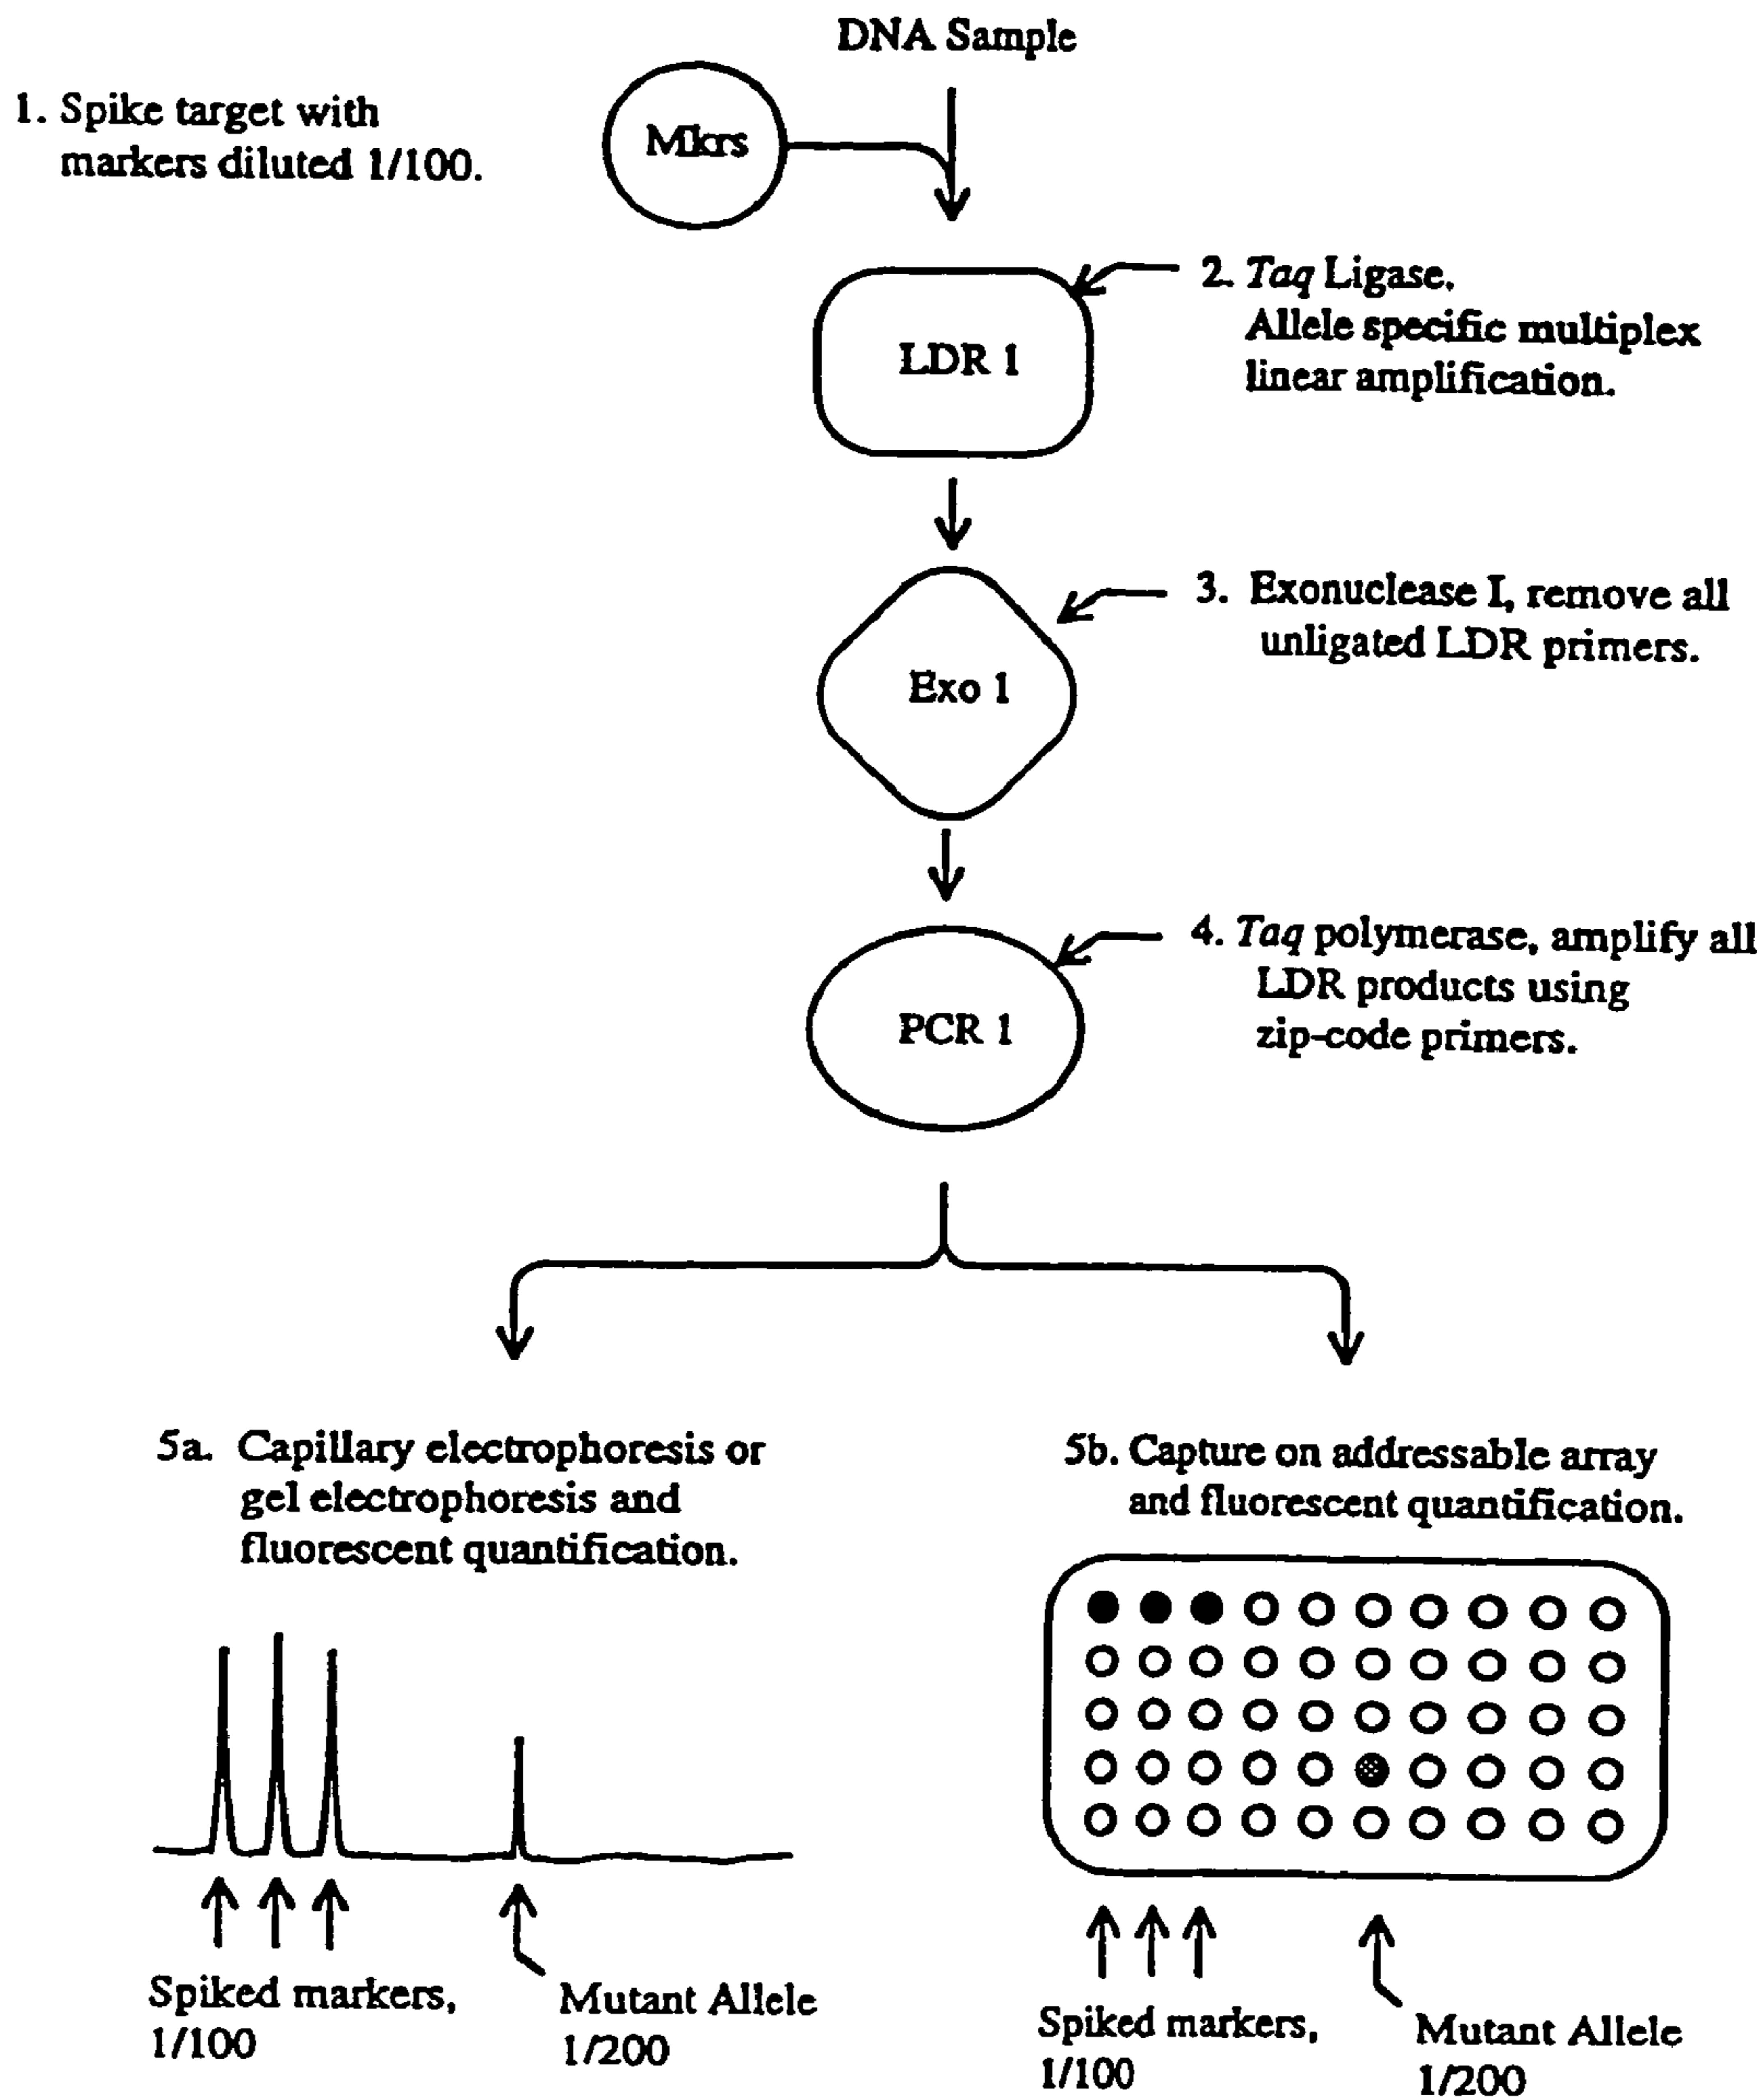 DNA Sample
1. Spike target with
markers diluted 1/100.
Mkrs
2. Taq Ligase.
Allele specific multiplex
linear amplification.
LDR 1
3. Exonuclease I, remove all
unligated LDR primers.
Exo 1
4. Taq polymerase, amplify all
LDR products using
zip-code primers.
PCR 1
5a. Capillary electrophoresis or
gel electrophoresis and
fluorescent quantification.
5b. Capture on addressable array
and fluorescent quantification.
Spiked markers,
1/100
Mutant Allele
1/200
Spiked markers,
1/100
Mutant Allele
1/200